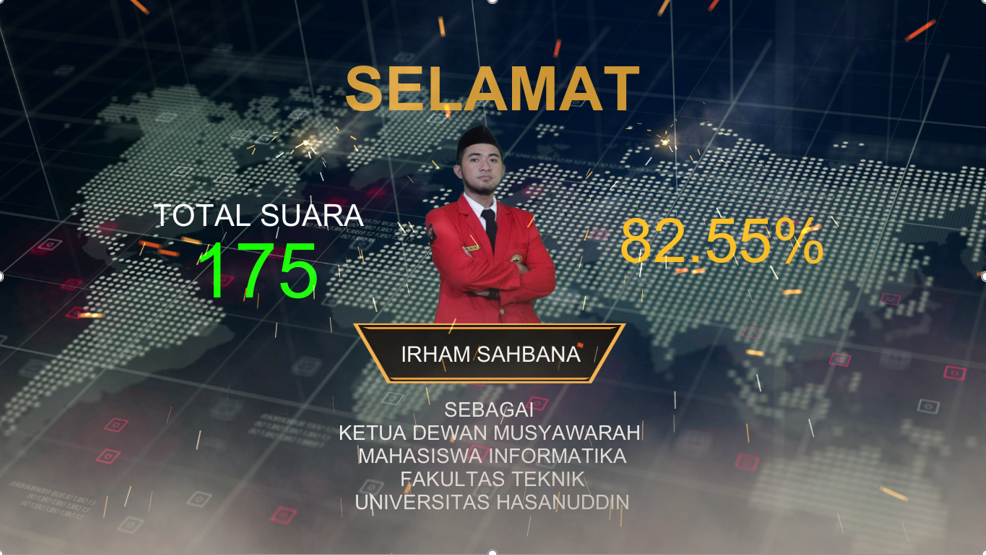 SELAMAT
TOTAL SUARA
175
82.55%
IRHAM SAHBANA
SEBAGAI
KETUA DEWAN MUSYAWARAH
MAHASISWA INFORMATIKA
FAKULTAS TEKNIK
UNIVERSITAS HASANUDDIN